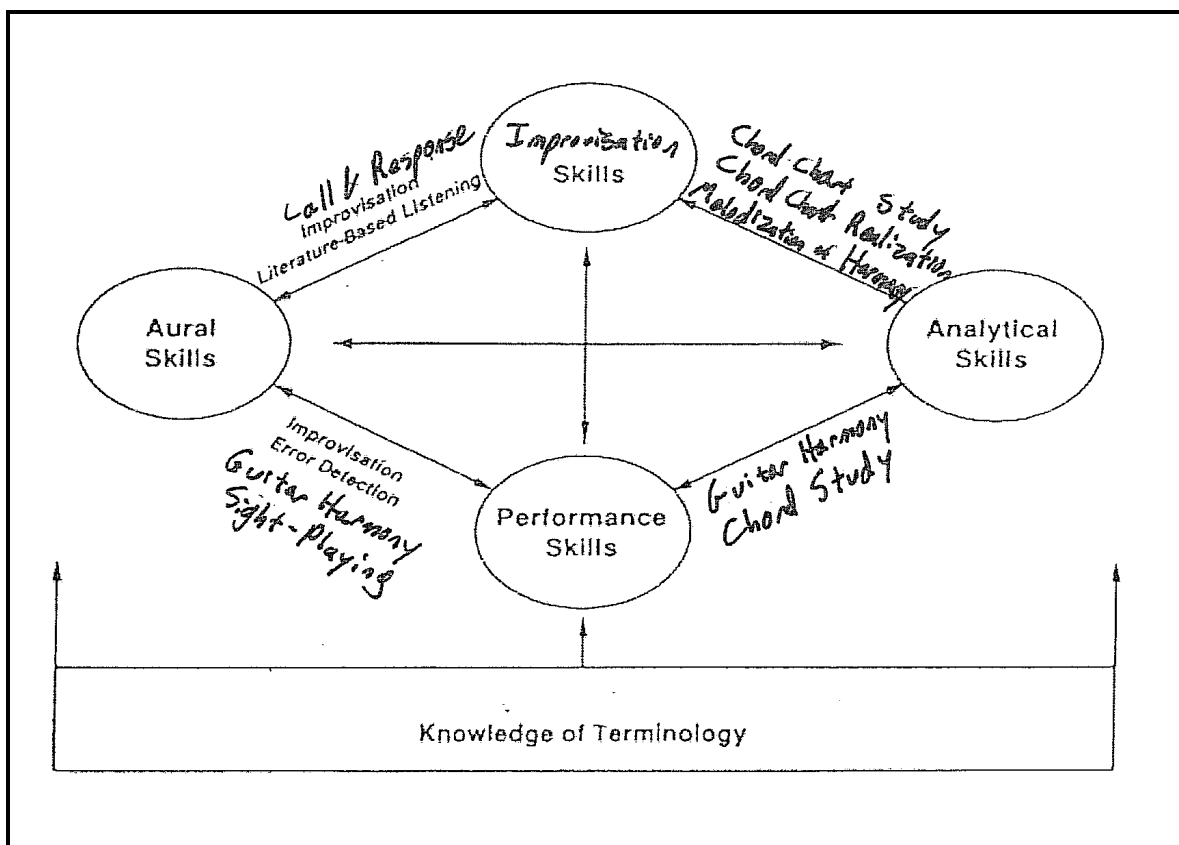 Improvization
Skills
Call & Response
Improvisation
Literature-Based Listening
Chord Chart Study
Chord Chart Realization
Melodization of Harmony
Aural
Skills
Analytical
Skills
Improvisation
Error Detection
Guitar Harmony
Sight-Playing
Performance
Skills
Guitar Harmony
Chord Study
Knowledge of Terminology